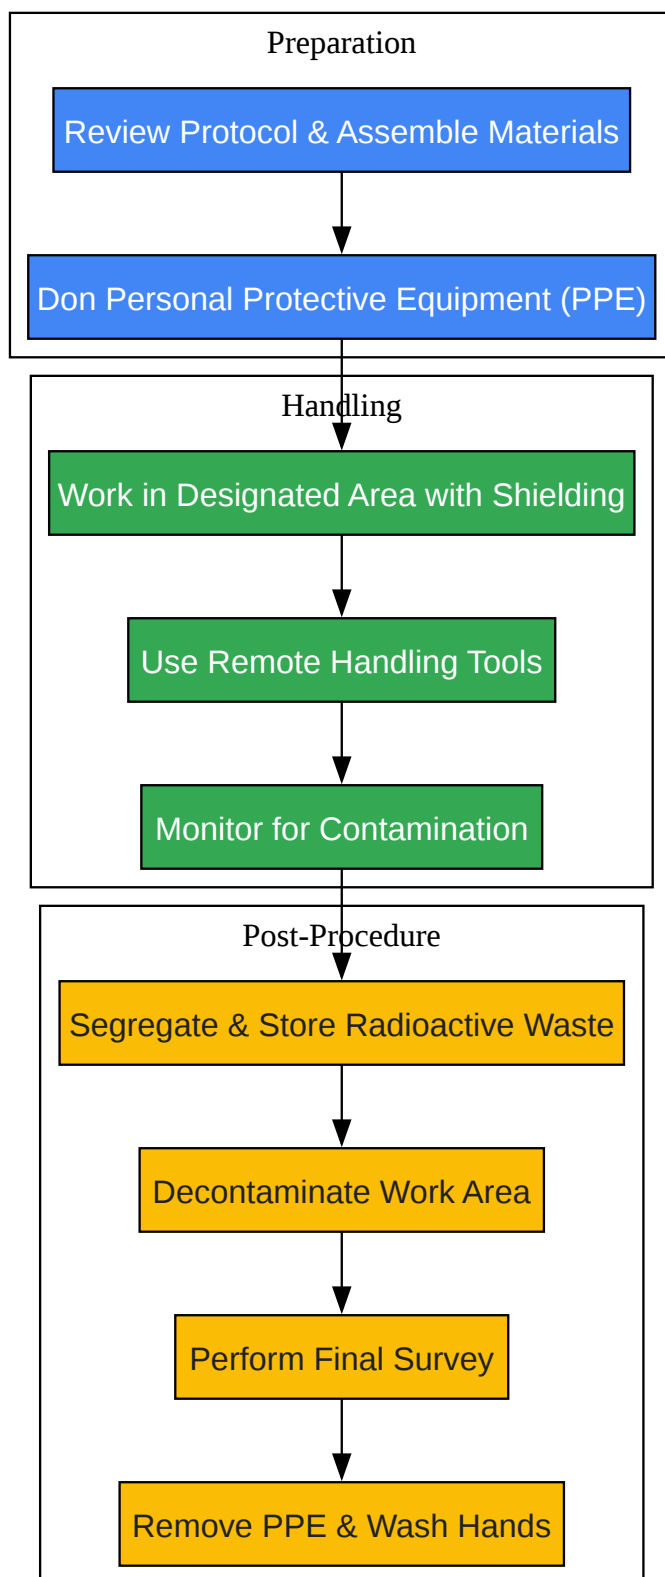 Preparation
Review Protocol & Assemble Materials
Don Personal Protective Equipment (PPE)
Handling
Work in Designated Area with Shielding
Use Remote Handling Tools
Monitor for Contamination
Post-Procedure
Segregate & Store Radioactive Waste
Decontaminate Work Area
Perform Final Survey
Remove PPE & Wash Hands